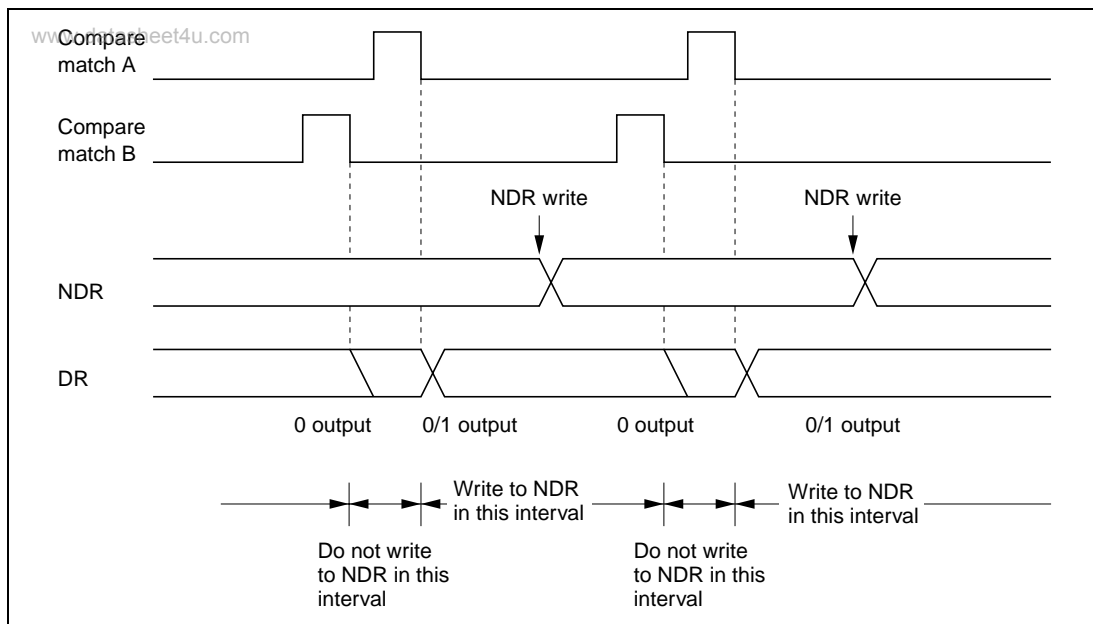 www.datasheet4u.com
Compare
match A
Compare
match B
NDR write
NDR write
NDR
DR
0 output
0/1 output
0 output
0/1 output
Write to NDR
in this interval
Write to NDR
in this interval
Do not write
to NDR in this
interval
Do not write
to NDR in this
interval